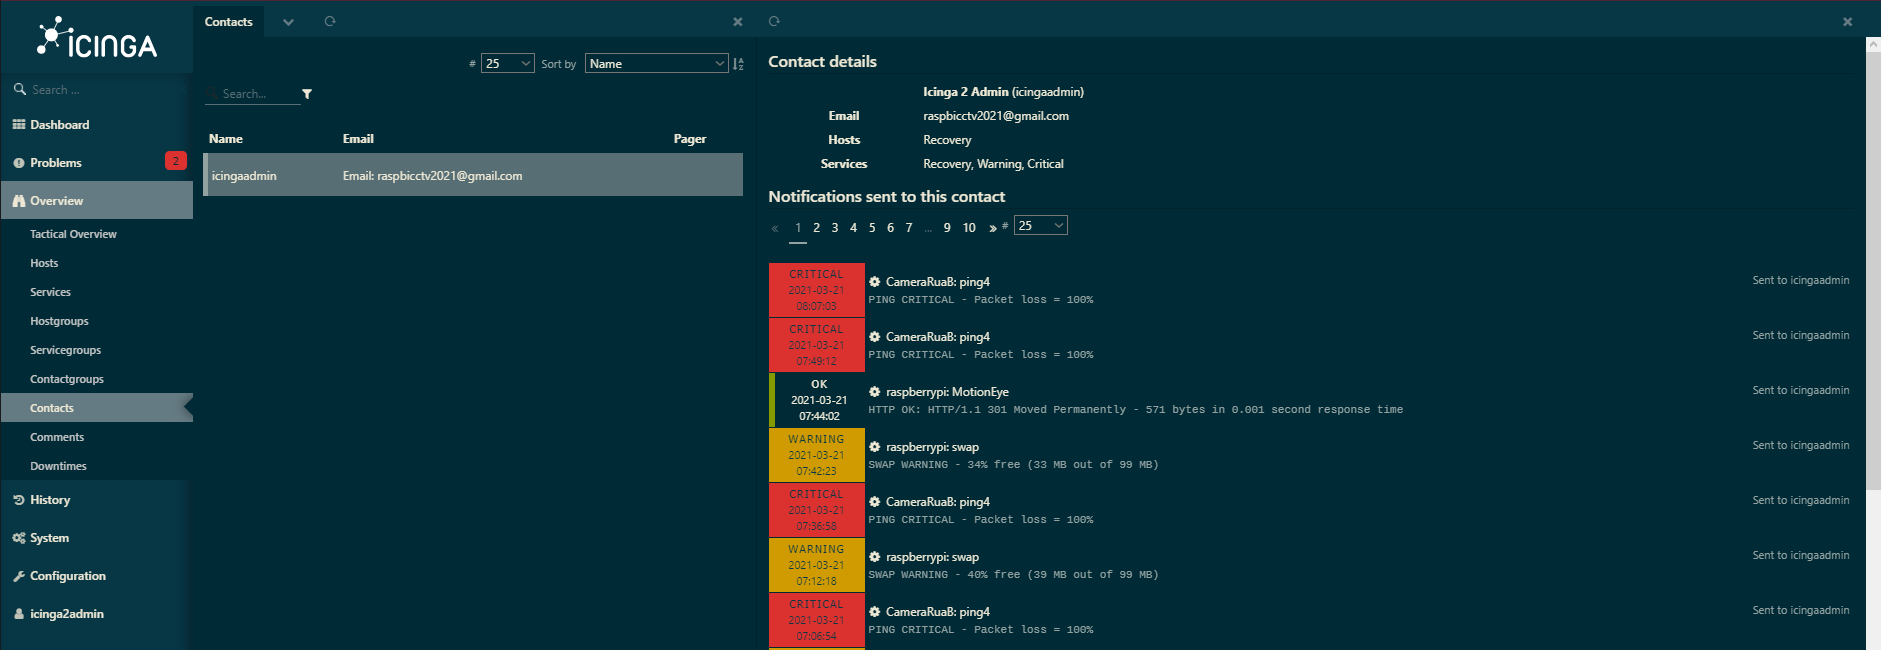 ICINGA
Search ...
Dashboard
Problems 2
Overview
Tactical Overview
Hosts
Services
Hostgroups
Servicegroups
Contactgroups
Contacts
Comments
Downtimes
History
System
Configuration
icinga2admin
Contacts
# 25 Sort by Name
Search...
Name Email Pager
icingaadmin Email: raspbicctv2021@gmail.com
Contact details
Icinga 2 Admin (icingaadmin)
Email raspbicctv2021@gmail.com
Hosts Recovery
Services Recovery, Warning, Critical
Notifications sent to this contact
« 1 2 3 4 5 6 7 … 9 10 » # 25
CRITICAL
2021-03-21
08:07:03
CameraRuaB: ping4
PING CRITICAL - Packet loss = 100%
Sent to icingaadmin
CRITICAL
2021-03-21
07:49:12
CameraRuaB: ping4
PING CRITICAL - Packet loss = 100%
Sent to icingaadmin
OK
2021-03-21
07:44:02
raspberrypi: MotionEye
HTTP OK: HTTP/1.1 301 Moved Permanently - 571 bytes in 0.001 second response time
Sent to icingaadmin
WARNING
2021-03-21
07:42:23
raspberrypi: swap
SWAP WARNING - 34% free (33 MB out of 99 MB)
Sent to icingaadmin
CRITICAL
2021-03-21
07:36:58
CameraRuaB: ping4
PING CRITICAL - Packet loss = 100%
Sent to icingaadmin
WARNING
2021-03-21
07:12:18
raspberrypi: swap
SWAP WARNING - 40% free (39 MB out of 99 MB)
Sent to icingaadmin
CRITICAL
2021-03-21
07:06:54
CameraRuaB: ping4
PING CRITICAL - Packet loss = 100%
Sent to icingaadmin